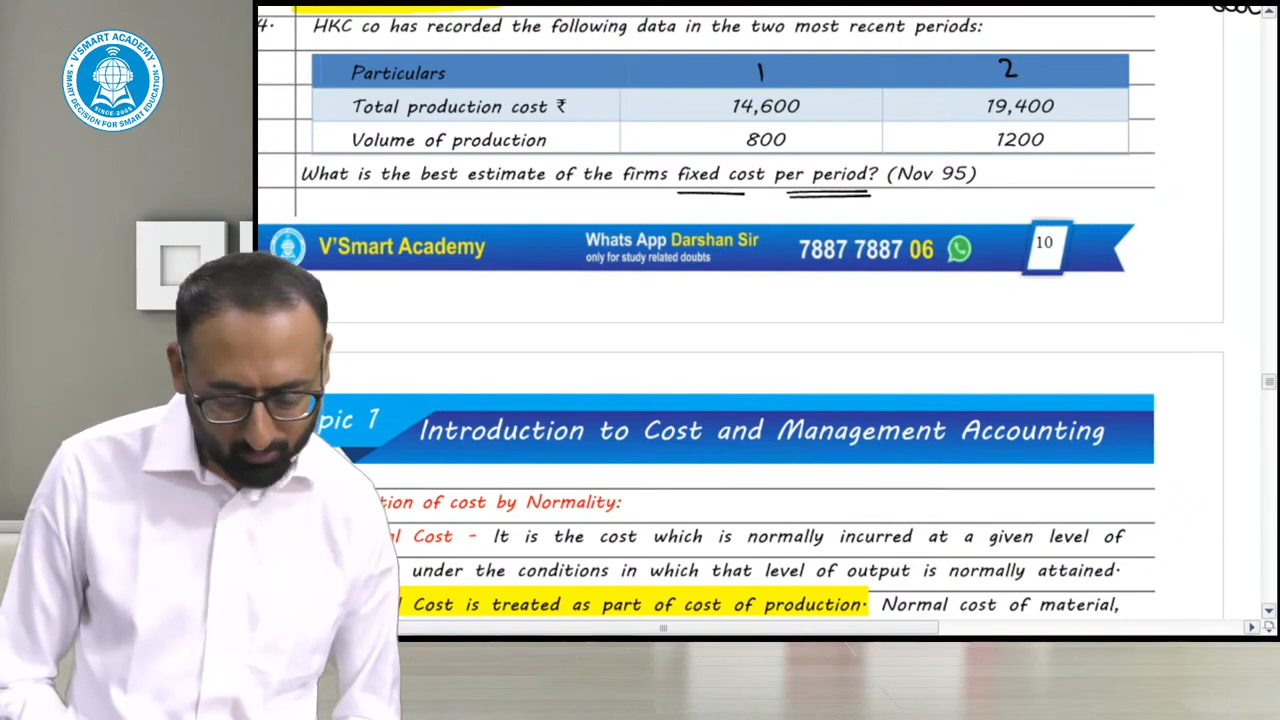 4. HKC co has recorded the following data in the two most recent periods:
Particulars 1 2
Total production cost ₹ 14,600 19,400
Volume of production 800 1200
What is the best estimate of the firms fixed cost per period? (Nov 95)
V'Smart Academy
Whats App Darshan Sir
only for study related doubts
7887 7887 06
10
pic 1
Introduction to Cost and Management Accounting
tion of cost by Normality:
al Cost - It is the cost which is normally incurred at a given level of
under the conditions in which that level of output is normally attained.
l Cost is treated as part of cost of production. Normal cost of material,
V'SMART ACADEMY
SINCE-2005
SMART DECISION FOR SMART EDUCATION